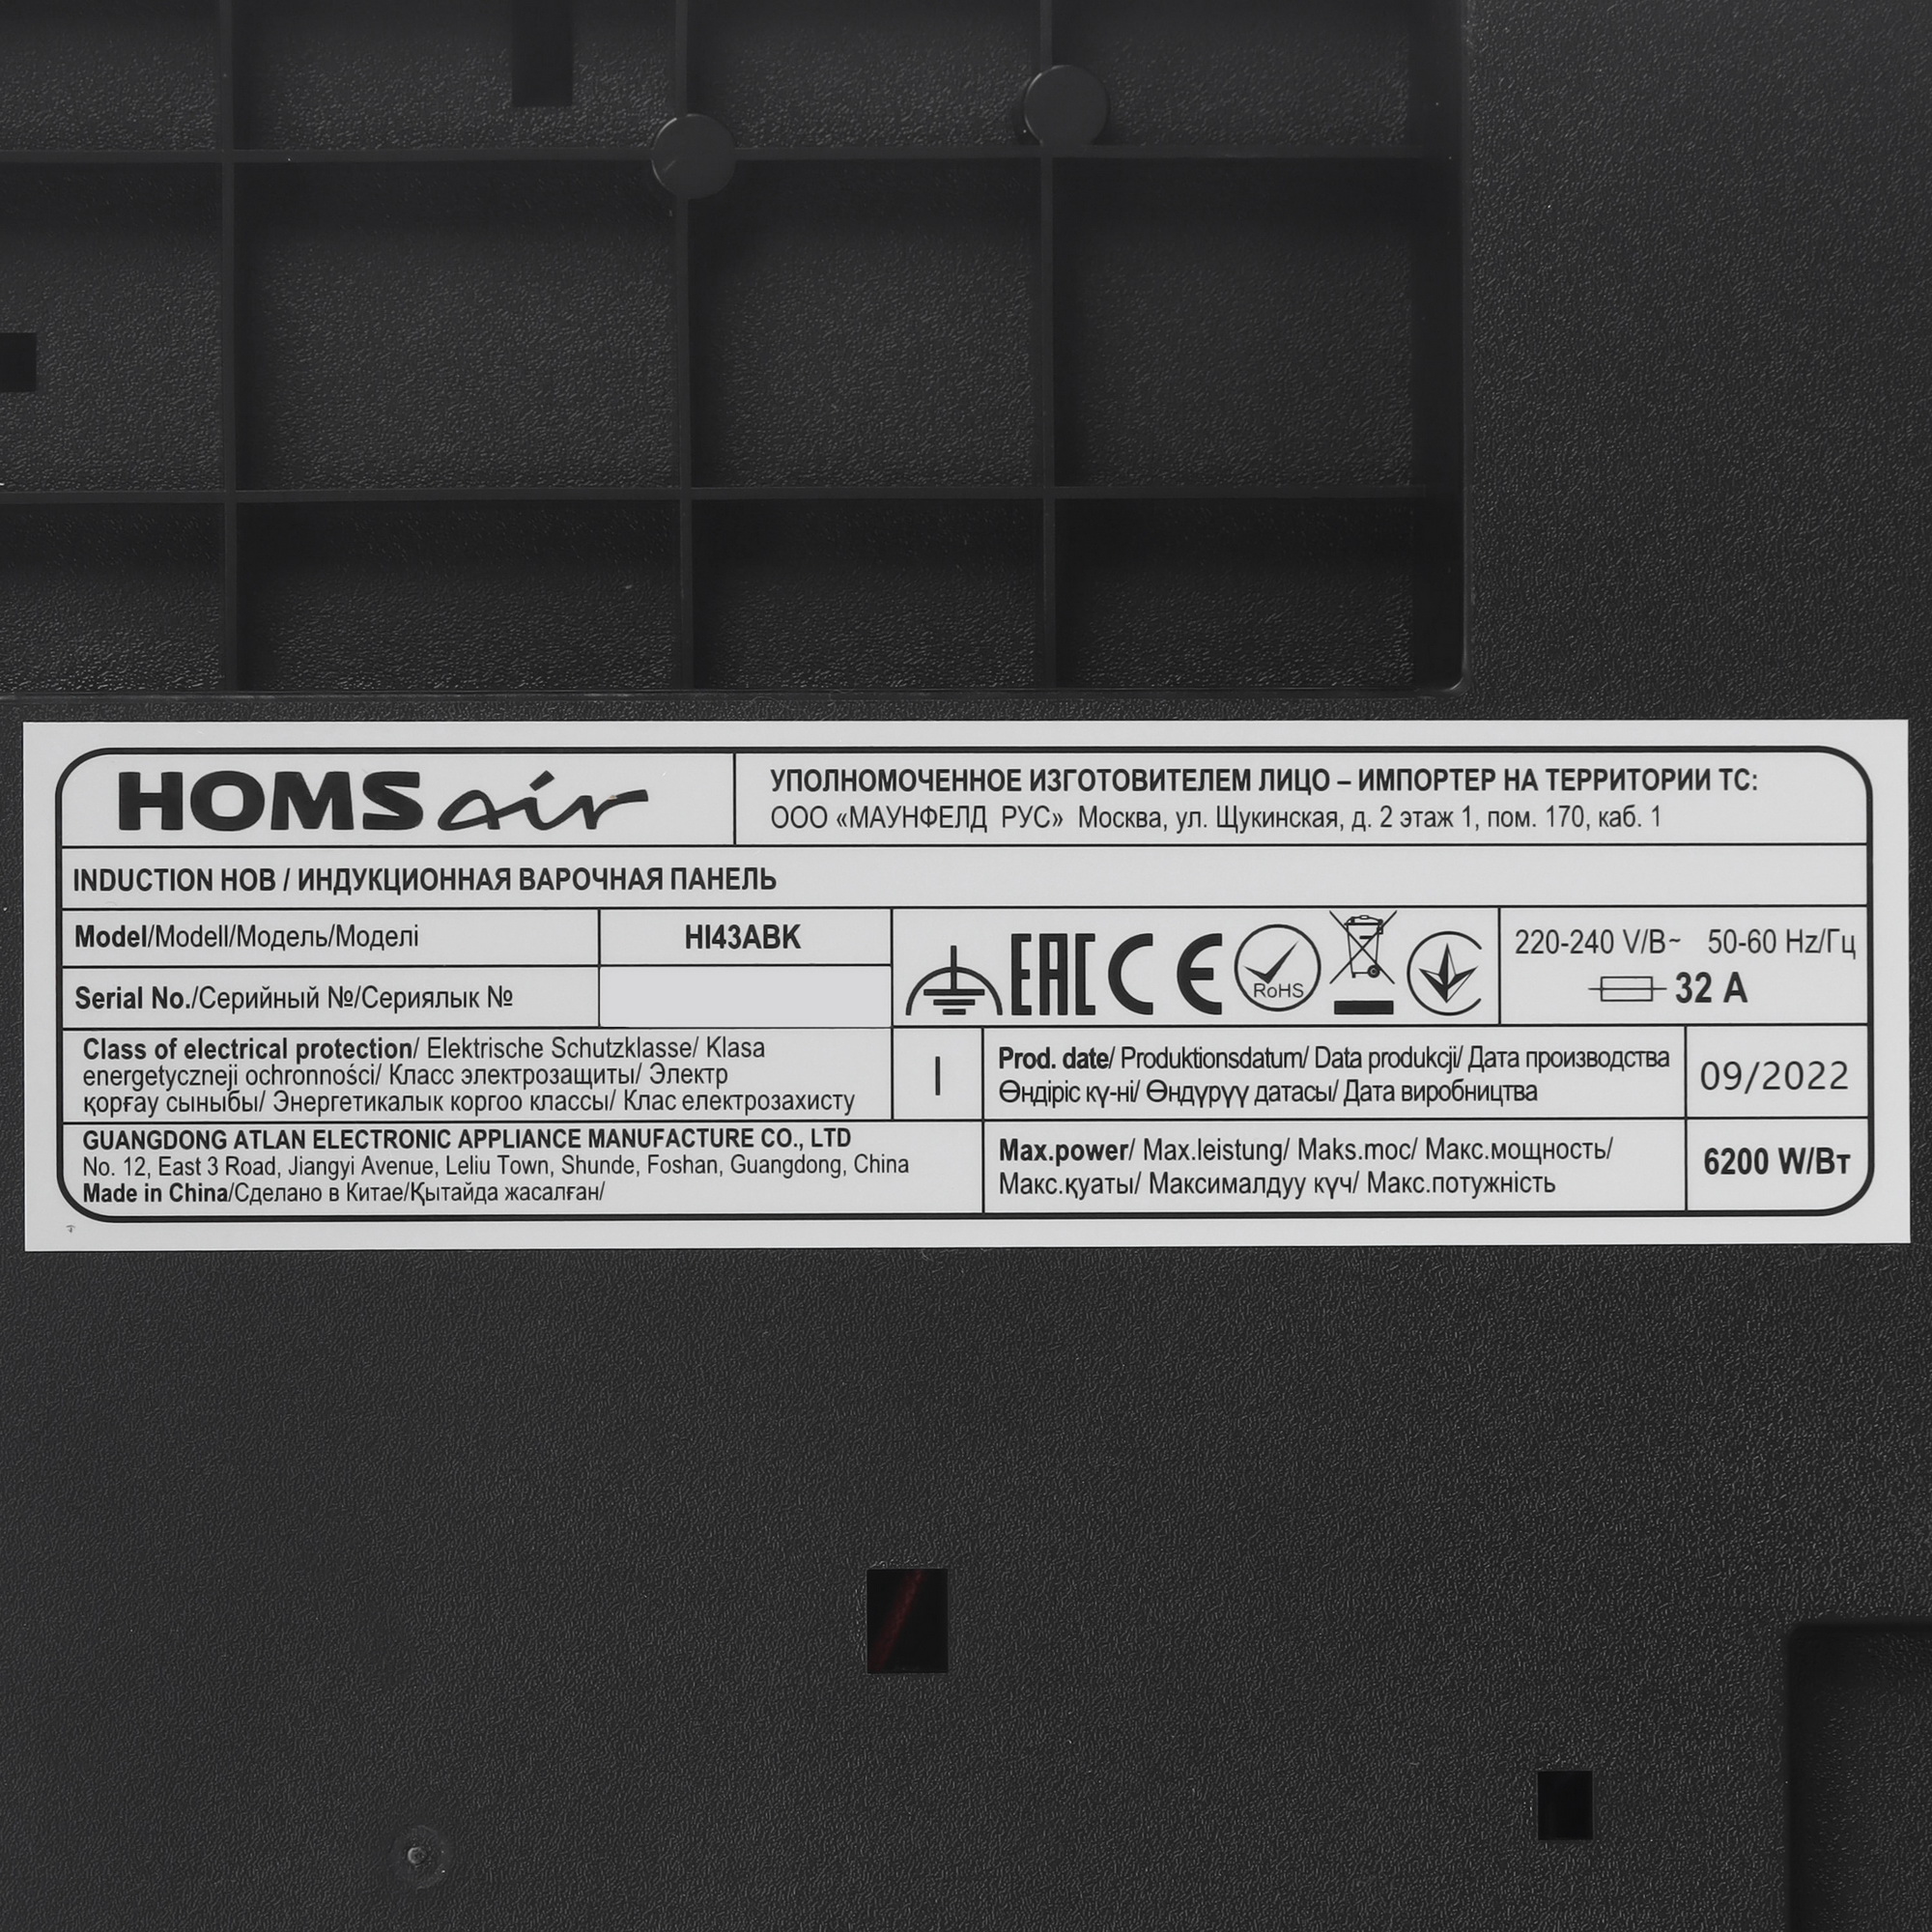 HOMSair
УПОЛНОМОЧЕННОЕ ИЗГОТОВИТЕЛЕМ ЛИЦО – ИМПОРТЕР НА ТЕРРИТОРИИ ТС:
ООО «МАУНФЕЛД РУС» Москва, ул. Щукинская, д. 2 этаж 1, пом. 170, каб. 1
INDUCTION HOB / ИНДУКЦИОННАЯ ВАРОЧНАЯ ПАНЕЛЬ
Model/Modell/Модель/Моделі
HI43ABK
Serial No./Серийный №/Сериялык №
EAC CE
RoHS
220-240 V/В~ 50-60 Hz/Гц
32 A
Class of electrical protection/ Elektrische Schutzklasse/ Klasa
energetyczneji ochronności/ Класс электрозащиты/ Электр
қорғау сыныбы/ Энергетикалык коргоо классы/ Клас електрозахисту
I
Prod. date/ Produktionsdatum/ Data produkcji/ Дата производства
Өндіріс кү-ні/ Өндүрүү датасы/ Дата виробництва
09/2022
GUANGDONG ATLAN ELECTRONIC APPLIANCE MANUFACTURE CO., LTD
No. 12, East 3 Road, Jiangyi Avenue, Leliu Town, Shunde, Foshan, Guangdong, China
Made in China/Сделано в Китае/Қытайда жасалған/
Max.power/ Max.leistung/ Maks.moc/ Макс.мощность/
Макс.қуаты/ Максималдуу күч/ Макс.потужність
6200 W/Вт